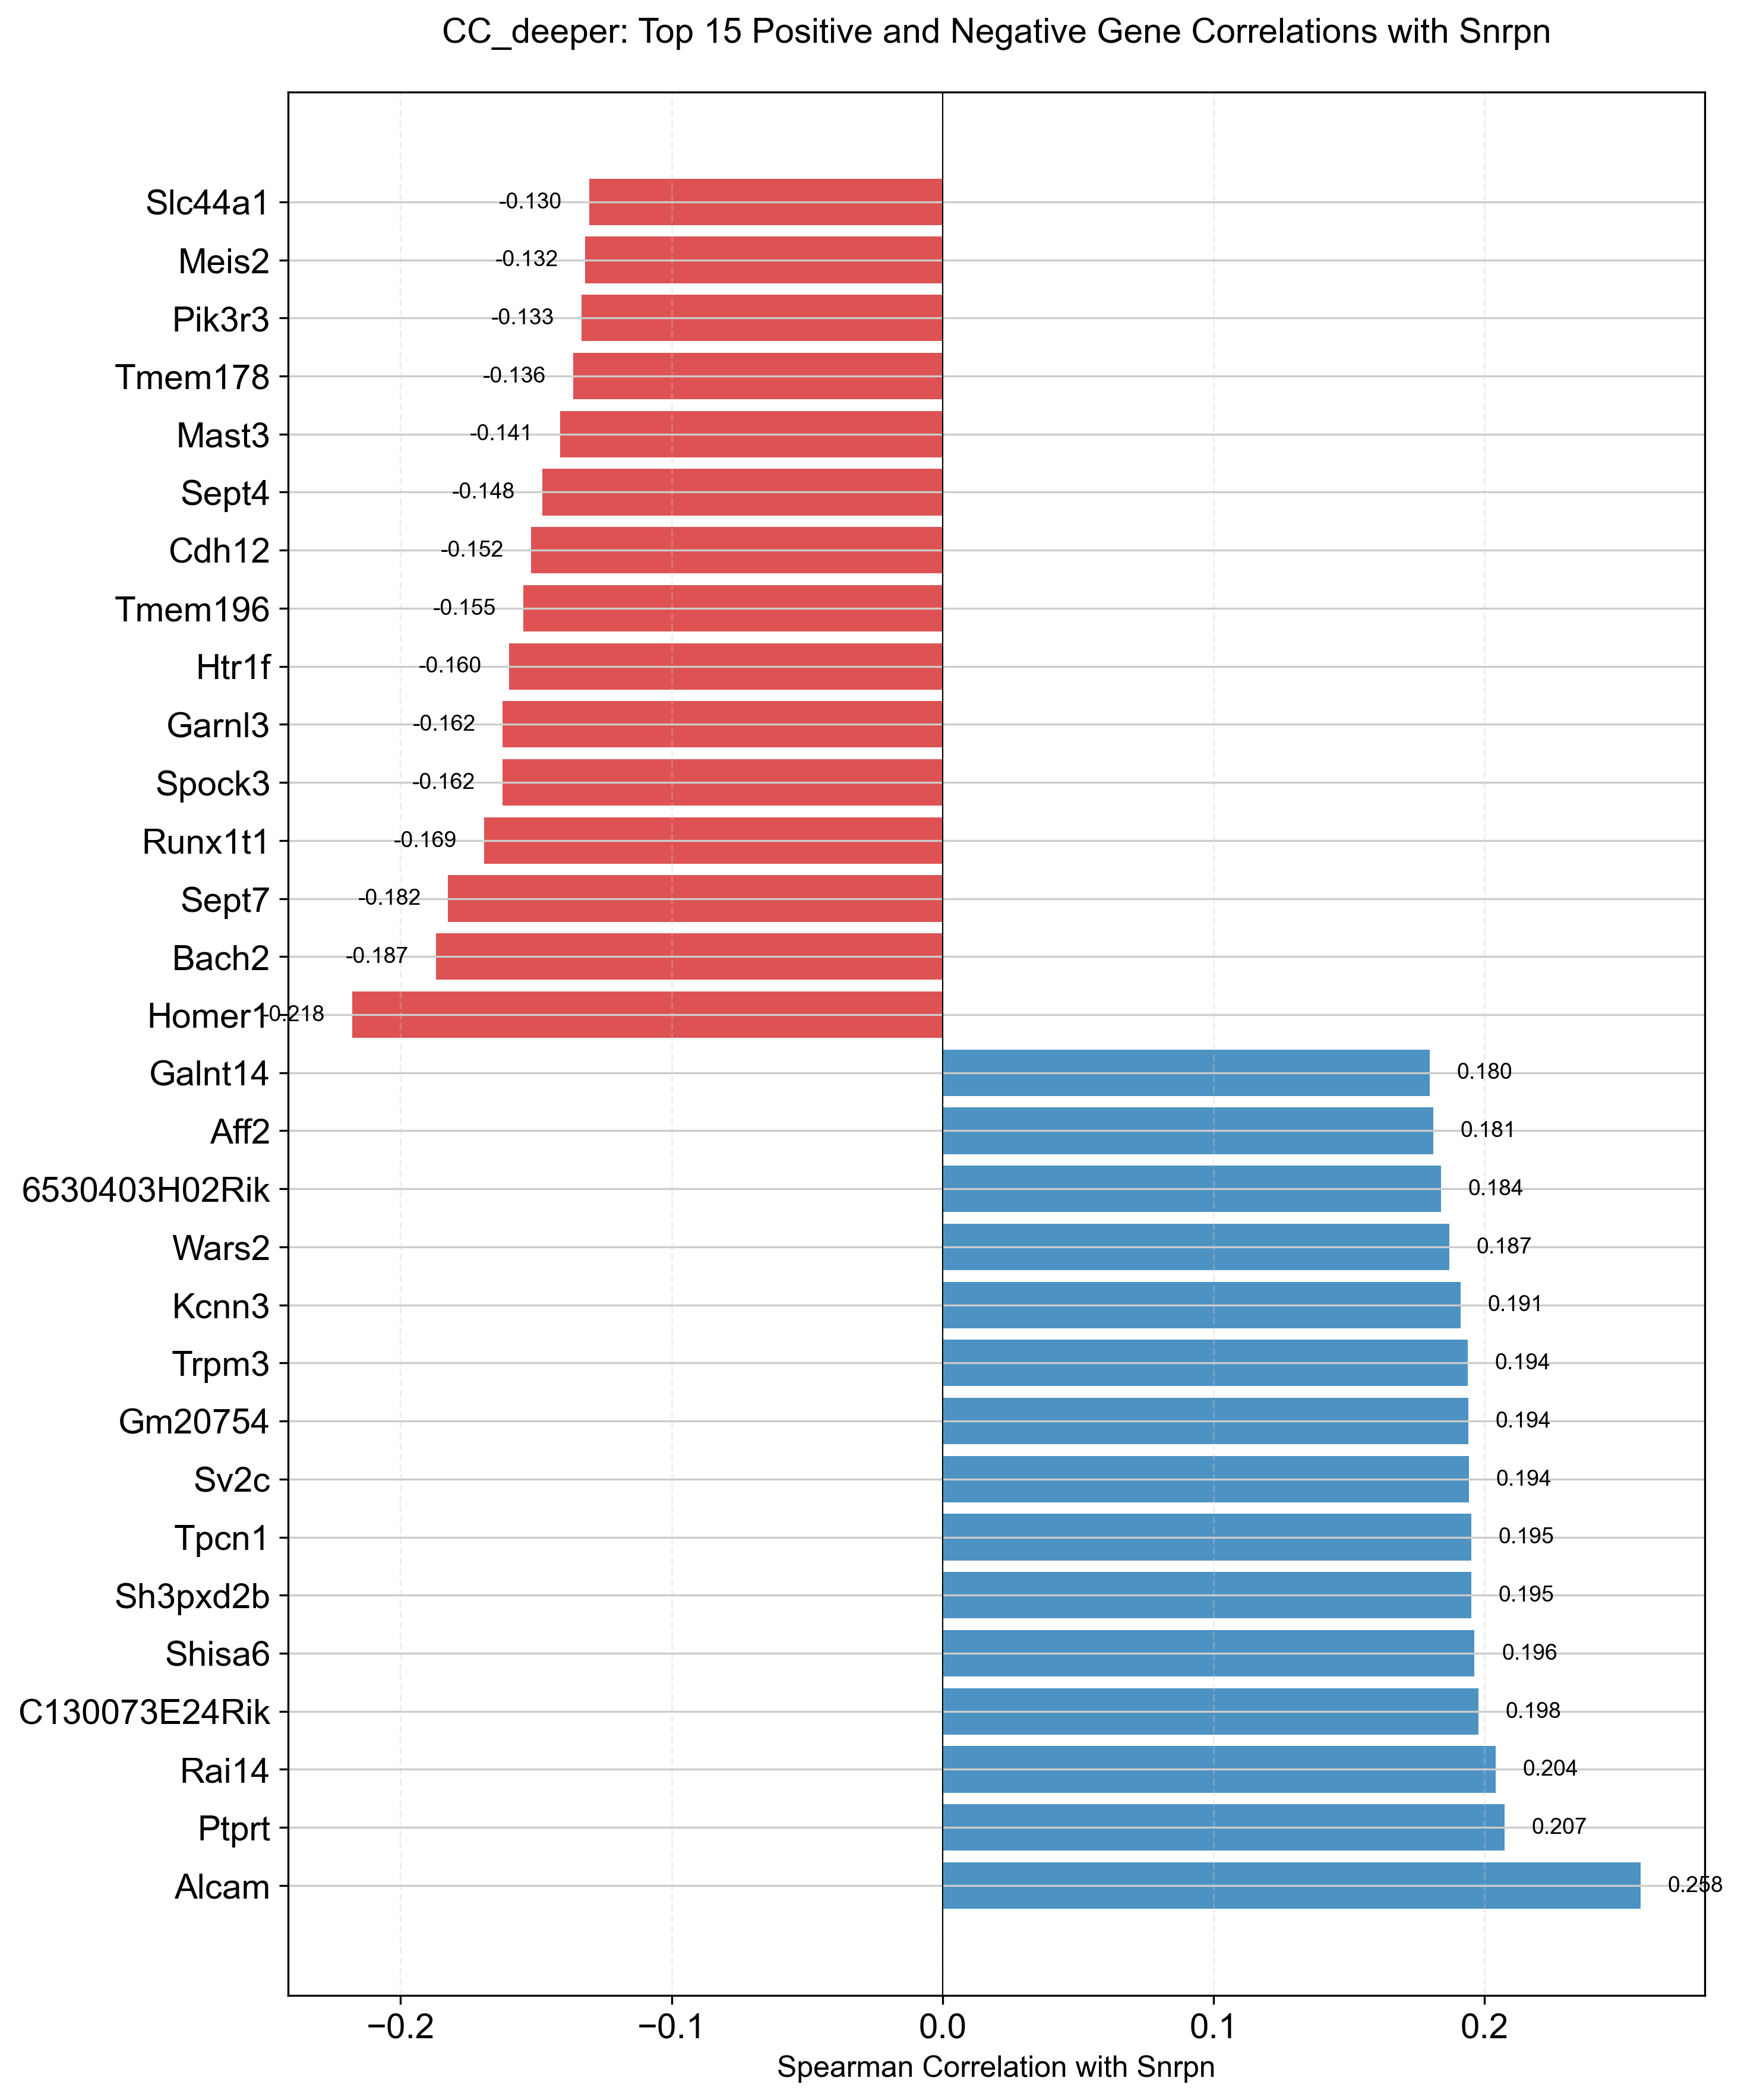 CC_deeper: Top 15 Positive and Negative Gene Correlations with Snrpn
Slc44a1 -0.130
Meis2 -0.132
Pik3r3 -0.133
Tmem178 -0.136
Mast3 -0.141
Sept4 -0.148
Cdh12 -0.152
Tmem196 -0.155
Htr1f -0.160
Garnl3 -0.162
Spock3 -0.162
Runx1t1 -0.169
Sept7 -0.182
Bach2 -0.187
Homer1 -0.218
Galnt14 0.180
Aff2 0.181
6530403H02Rik 0.184
Wars2 0.187
Kcnn3 0.191
Trpm3 0.194
Gm20754 0.194
Sv2c 0.194
Tpcn1 0.195
Sh3pxd2b 0.195
Shisa6 0.196
C130073E24Rik 0.198
Rai14 0.204
Ptprt 0.207
Alcam 0.258
−0.2 −0.1 0.0 0.1 0.2
Spearman Correlation with Snrpn